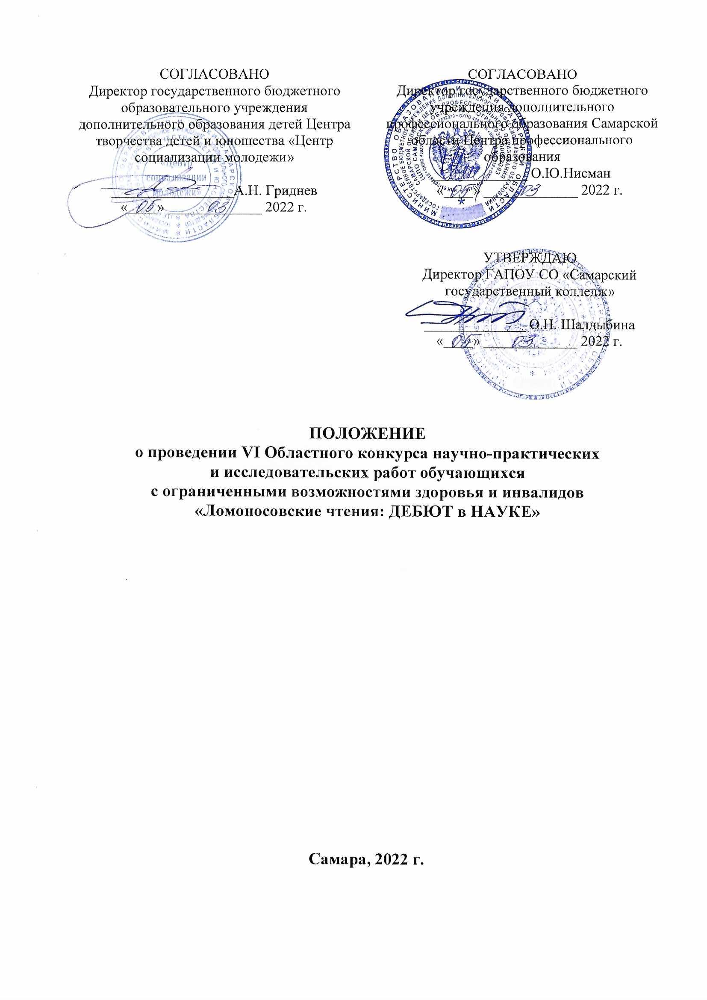 СОГЛАСОВАНО
Директор государственного бюджетного
образовательного учреждения
дополнительного образования детей Центра
творчества детей и юношества «Центр
социализации молодежи»
А.Н. Гриднев
«05» 03 2022 г.
СОГЛАСОВАНО
Директор государственного бюджетного
учреждения дополнительного
профессионального образования Самарской
области Центра профессионального
образования
О.Ю.Нисман
«05» 03 2022 г.
УТВЕРЖДАЮ
Директор ГАПОУ СО «Самарский
государственный колледж»
О.Н. Шалдыбина
«05» 03 2022 г.
ПОЛОЖЕНИЕ
о проведении VI Областного конкурса научно-практических
и исследовательских работ обучающихся
с ограниченными возможностями здоровья и инвалидов
«Ломоносовские чтения: ДЕБЮТ в НАУКЕ»
Самара, 2022 г.